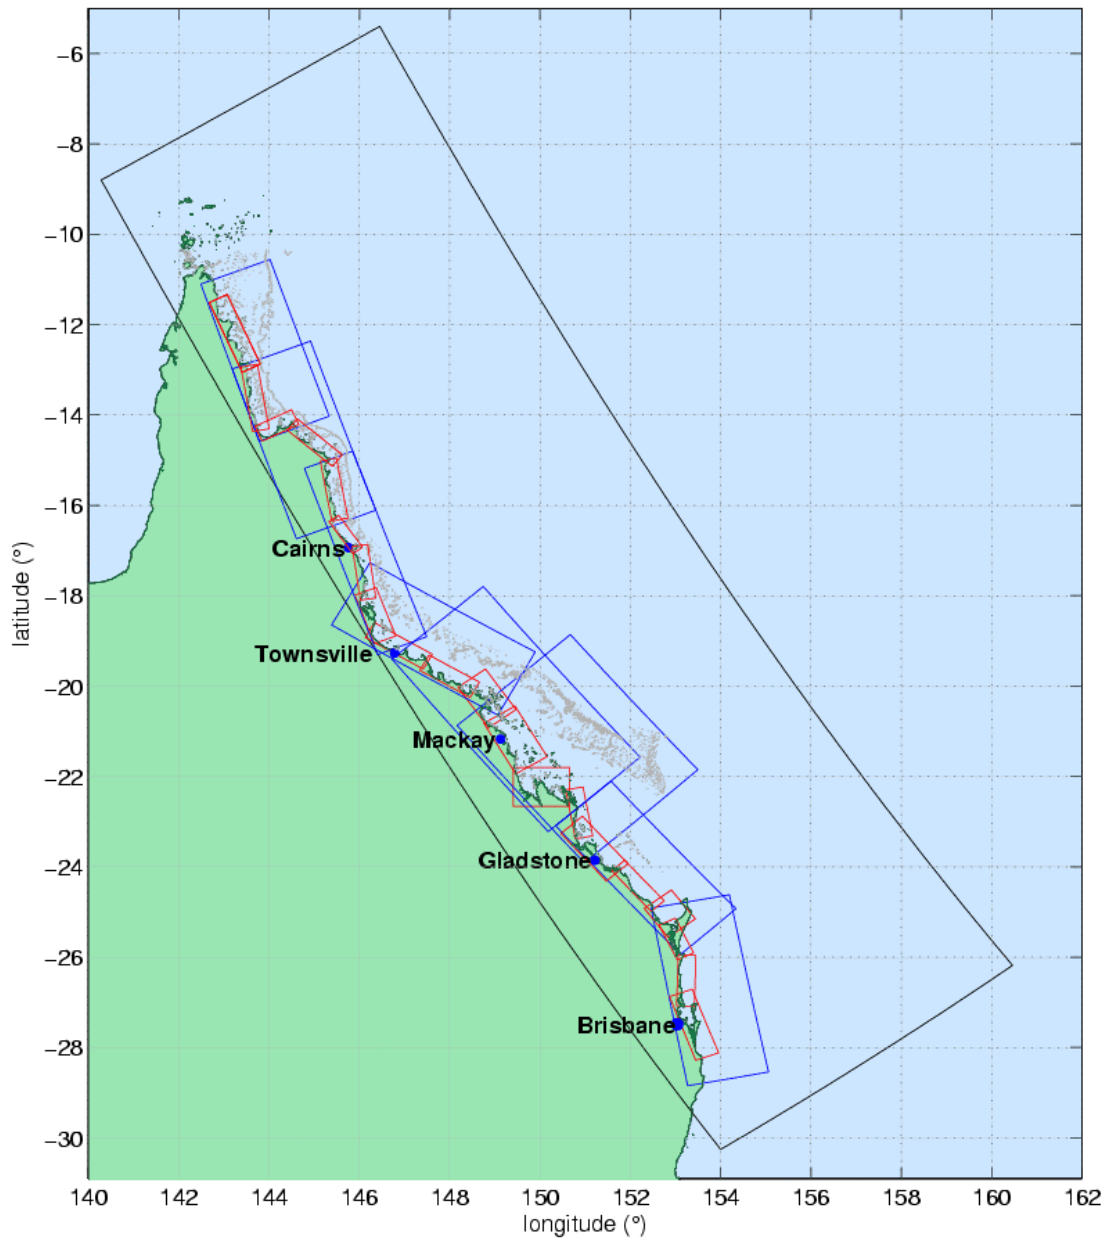 −6
−8
−10
−12
−14
−16
Cairns
−18
latitude (°)
Townsville
−20
Mackay
−22
Gladstone
−24
−26
Brisbane
−28
−30
140 142 144 146 148 150 152 154 156 158 160 162
longitude (°)